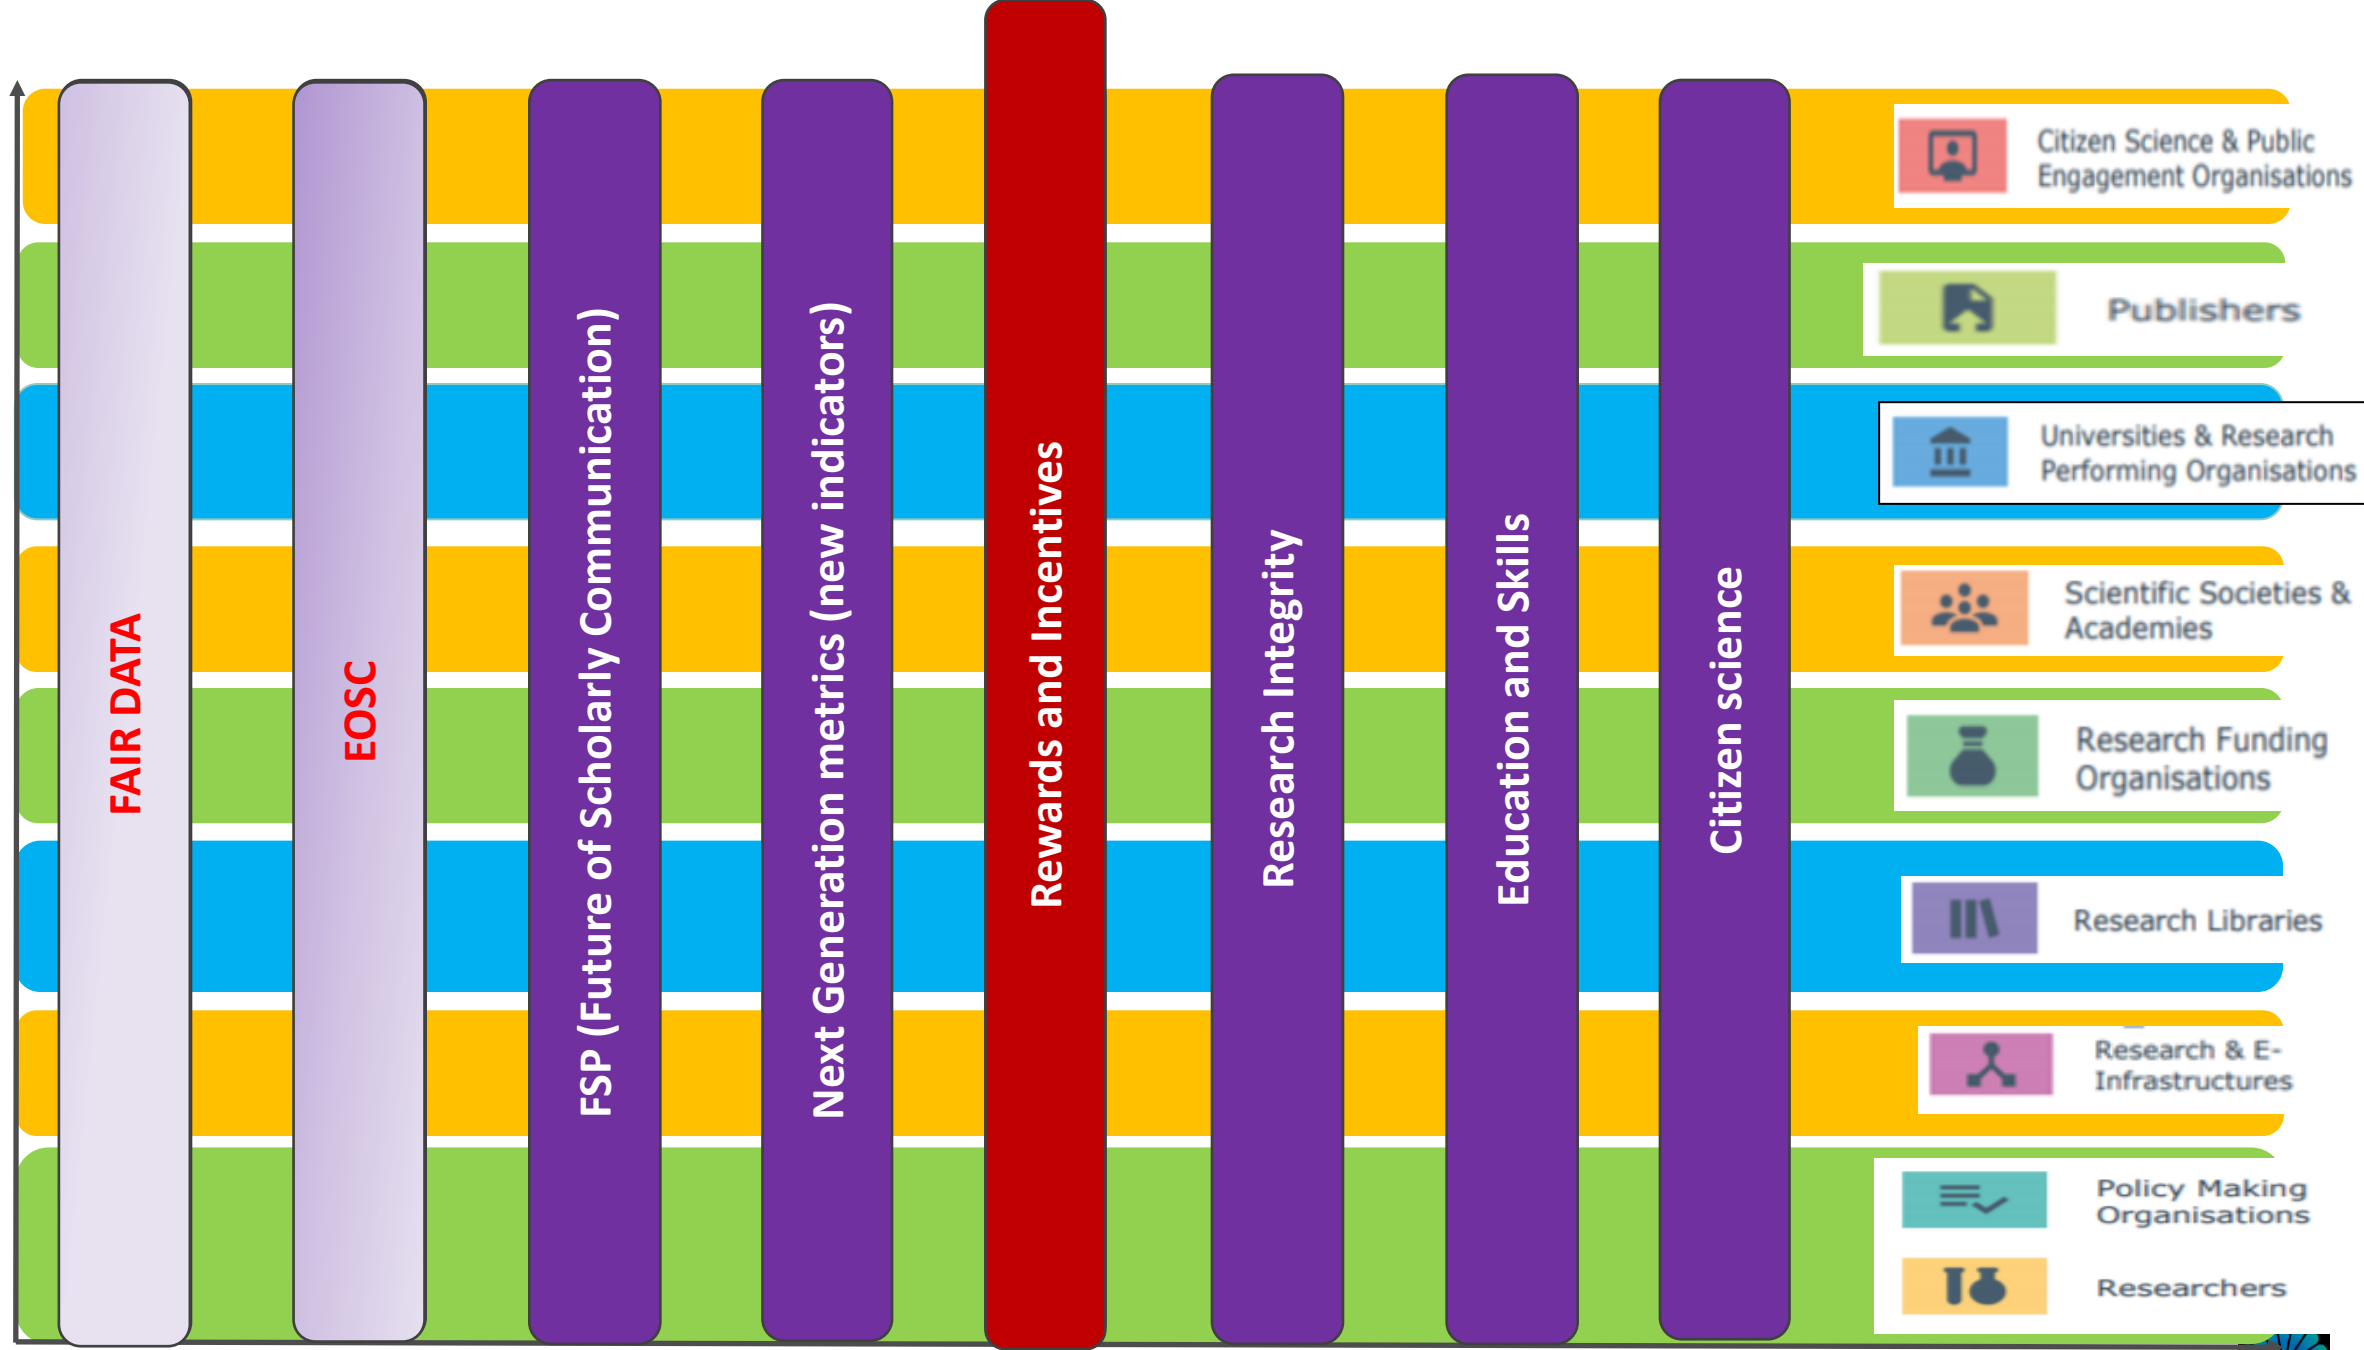 FAIR DATA
EOSC
FSP (Future of Scholarly Communication)
Next Generation metrics (new indicators)
Rewards and Incentives
Research Integrity
Education and Skills
Citizen science
Citizen Science & Public
Engagement Organisations
Publishers
Universities & Research
Performing Organisations
Scientific Societies &
Academies
Research Funding
Organisations
Research Libraries
Research & E-
Infrastructures
Policy Making
Organisations
Researchers